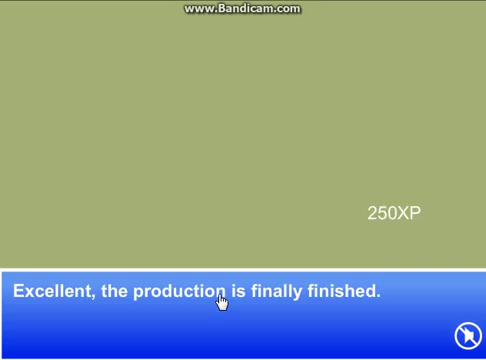 www.Bandicam.com
250XP
Excellent, the production is finally finished.